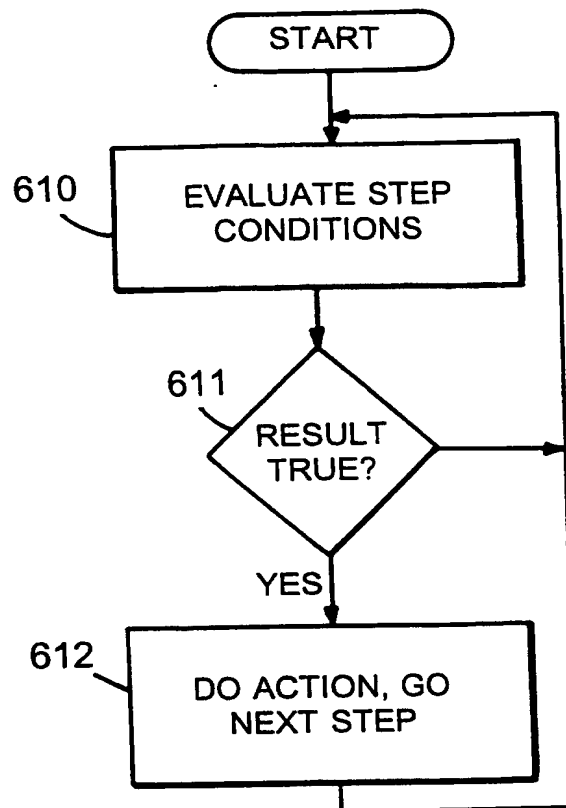 START
610
EVALUATE STEP
CONDITIONS
611
RESULT
TRUE?
YES
612
DO ACTION, GO
NEXT STEP